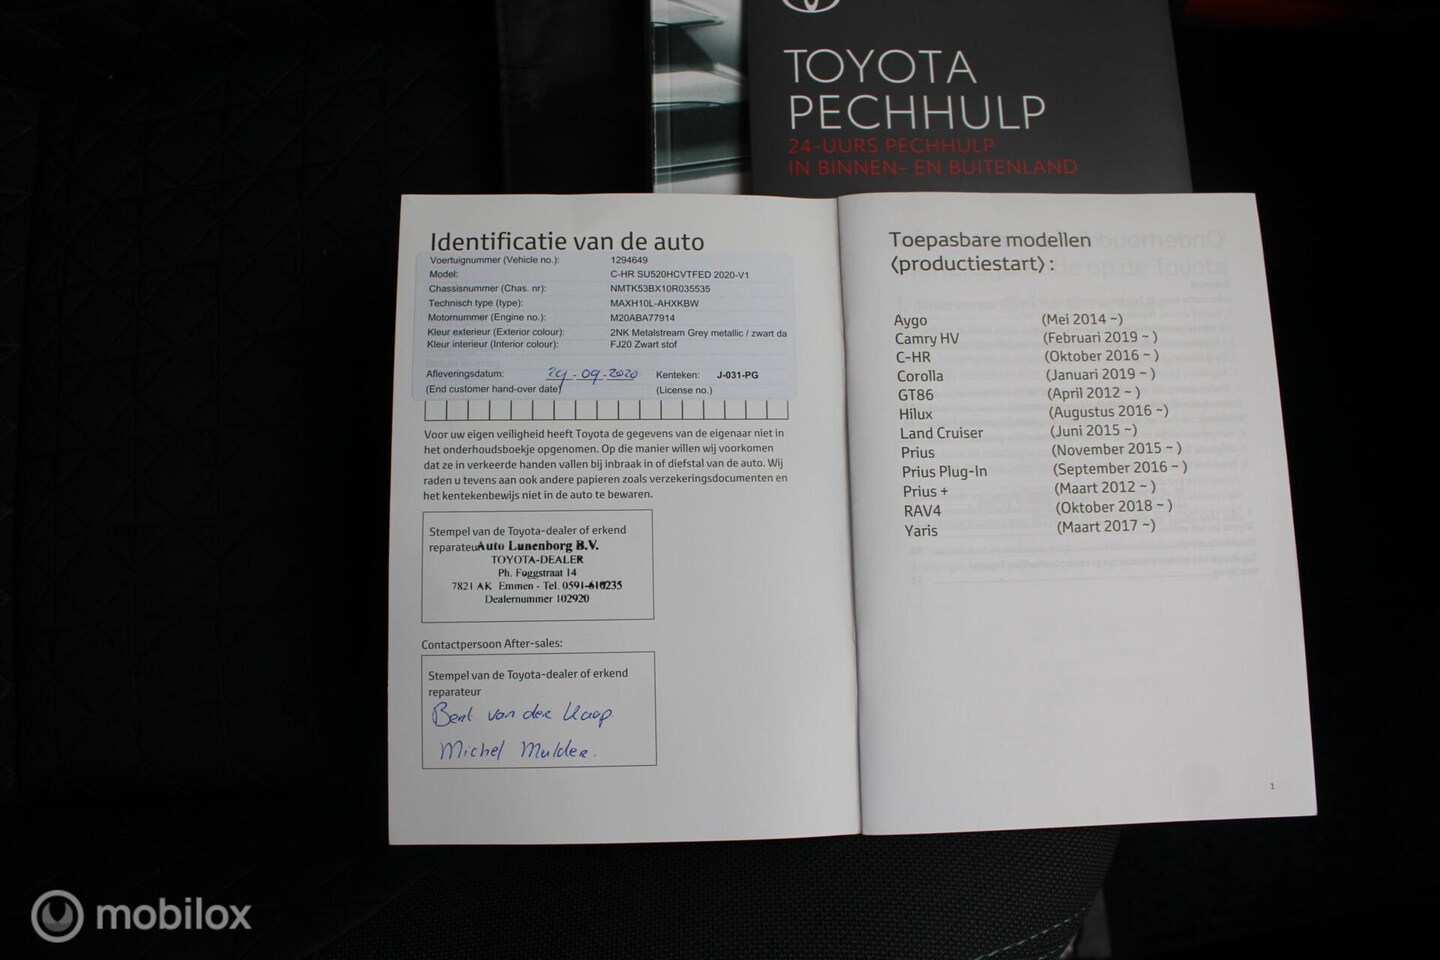 TOYOTA
PECHHULP
24-UURS PECHHULP
IN BINNEN- EN BUITENLAND
Identificatie van de auto
Voertuignummer (Vehicle no.): 1294649
Model: C-HR SU520HCVTFED 2020-V1
Chassisnummer (Chas. nr): NMTK53BX10R035535
Technisch type (type): MAXH10L-AHXKBW
Motornummer (Engine no.): M20ABA77914
Kleur exterieur (Exterior colour): 2NK Metalstream Grey metallic / zwart da
Kleur interieur (Interior colour): FJ20 Zwart stof
Afleveringsdatum: 29-09-2020 Kenteken: J-031-PG
(End customer hand-over date) (License no.)
Voor uw eigen veiligheid heeft Toyota de gegevens van de eigenaar niet in
het onderhoudsboekje opgenomen. Op die manier willen wij voorkomen
dat ze in verkeerde handen vallen bij inbraak in of diefstal van de auto. Wij
raden u tevens aan ook andere papieren zoals verzekeringsdocumenten en
het kentekenbewijs niet in de auto te bewaren.
Stempel van de Toyota-dealer of erkend
reparateur
Auto Lunenborg B.V.
TOYOTA-DEALER
Ph. Foggstraat 14
7821 AK Emmen - Tel. 0591-610235
Dealernummer 102920
Contactpersoon After-sales:
Stempel van de Toyota-dealer of erkend
reparateur
Bert van der Kaap
Michel Mulder.
Toepasbare modellen
(productiestart):
Aygo (Mei 2014 ~)
Camry HV (Februari 2019 ~)
C-HR (Oktober 2016 ~)
Corolla (Januari 2019 ~)
GT86 (April 2012 ~)
Hilux (Augustus 2016 ~)
Land Cruiser (Juni 2015 ~)
Prius (November 2015 ~)
Prius Plug-In (September 2016 ~)
Prius + (Maart 2012 ~)
RAV4 (Oktober 2018 ~)
Yaris (Maart 2017 ~)
1
mobilox